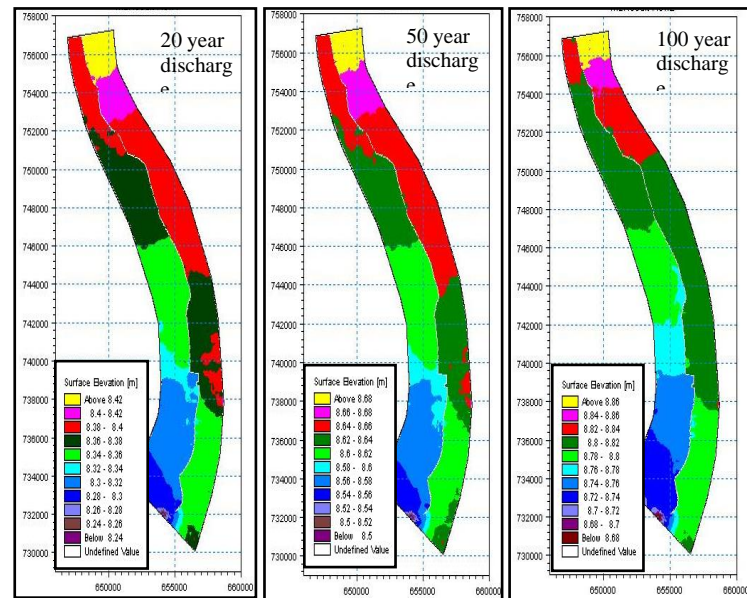 20 year
discharg
e
758000
756000
754000
752000
750000
748000
746000
744000
742000
740000
738000
736000
734000
732000
730000
Surface Elevation [m]
Above 8.42
8.4 - 8.42
8.38 - 8.4
8.36 - 8.38
8.34 - 8.36
8.32 - 8.34
8.3 - 8.32
8.28 - 8.3
8.26 - 8.28
8.24 - 8.26
Below 8.24
Undefined Value
650000
655000
660000
50 year
discharg
e
758000
756000
754000
752000
750000
748000
746000
744000
742000
740000
738000
736000
734000
732000
730000
Surface Elevation [m]
Above 8.68
8.66 - 8.68
8.64 - 8.66
8.62 - 8.64
8.6 - 8.62
8.58 - 8.6
8.56 - 8.58
8.54 - 8.56
8.52 - 8.54
8.5 - 8.52
Below 8.5
Undefined Value
650000
655000
660000
100 year
discharg
e
758000
756000
754000
752000
750000
748000
746000
744000
742000
740000
738000
736000
734000
732000
730000
Surface Elevation [m]
Above 8.86
8.84 - 8.86
8.82 - 8.84
8.8 - 8.82
8.78 - 8.8
8.76 - 8.78
8.74 - 8.76
8.72 - 8.74
8.7 - 8.72
8.68 - 8.7
Below 8.68
Undefined Value
650000
655000
660000